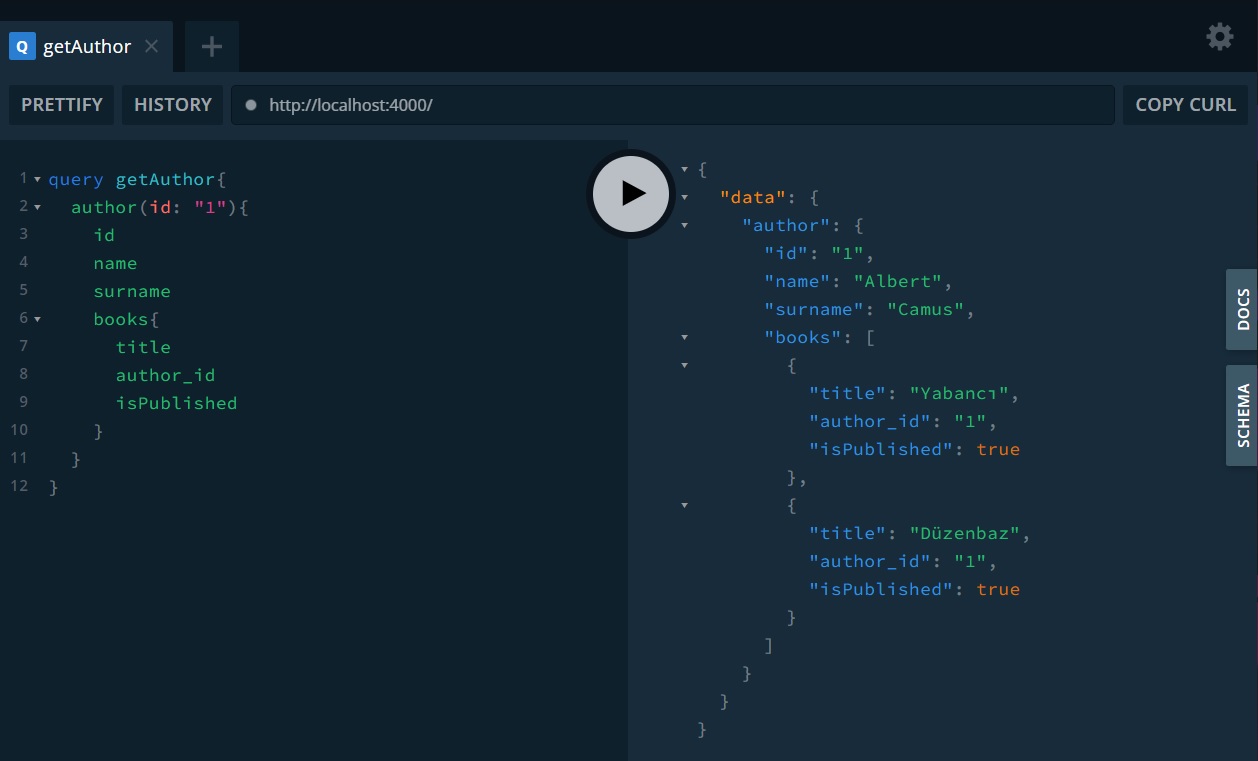 Q getAuthor
PRETTIFY HISTORY http://localhost:4000/ COPY CURL
1 query getAuthor{
2 author(id: "1"){
3 id
4 name
5 surname
6 books{
7 title
8 author_id
9 isPublished
10 }
11 }
12 }
{
"data": {
"author": {
"id": "1",
"name": "Albert",
"surname": "Camus",
"books": [
{
"title": "Yabancı",
"author_id": "1",
"isPublished": true
},
{
"title": "Düzenbaz",
"author_id": "1",
"isPublished": true
}
]
}
}
}
DOCS
SCHEMA